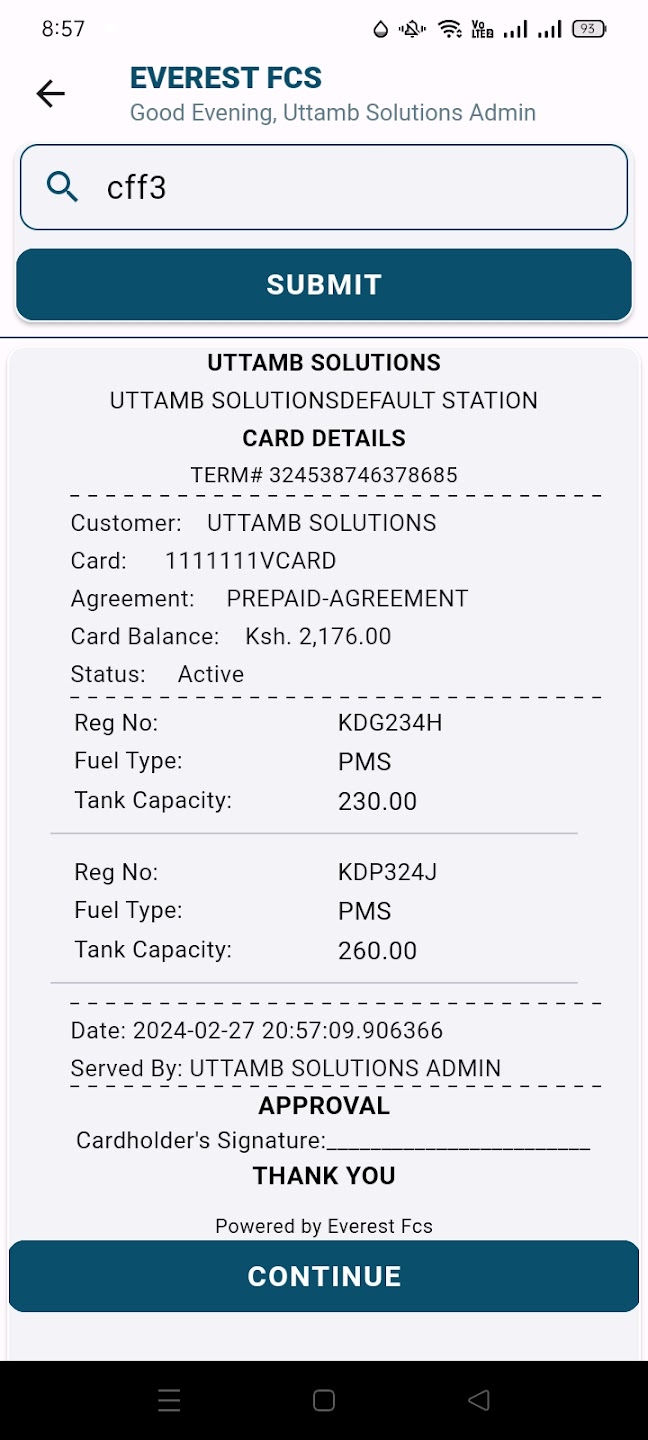 8:57
Vo
LTE2
93
EVEREST FCS
Good Evening, Uttamb Solutions Admin
cff3
SUBMIT
UTTAMB SOLUTIONS
UTTAMB SOLUTIONSDEFAULT STATION
CARD DETAILS
TERM# 324538746378685
Customer: UTTAMB SOLUTIONS
Card: 1111111VCARD
Agreement: PREPAID-AGREEMENT
Card Balance: Ksh. 2,176.00
Status: Active
Reg No: KDG234H
Fuel Type: PMS
Tank Capacity: 230.00
Reg No: KDP324J
Fuel Type: PMS
Tank Capacity: 260.00
Date: 2024-02-27 20:57:09.906366
Served By: UTTAMB SOLUTIONS ADMIN
APPROVAL
Cardholder's Signature:________________________
THANK YOU
Powered by Everest Fcs
CONTINUE